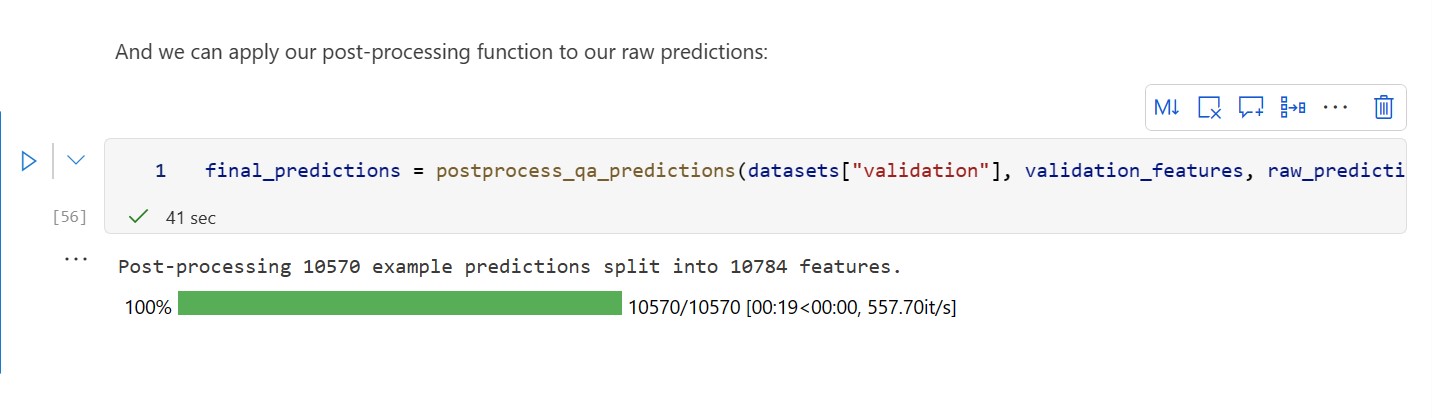 And we can apply our post-processing function to our raw predictions:
M↓
1 final_predictions = postprocess_qa_predictions(datasets["validation"], validation_features, raw_predicti
[56]
41 sec
Post-processing 10570 example predictions split into 10784 features.
100% 10570/10570 [00:19<00:00, 557.70it/s]